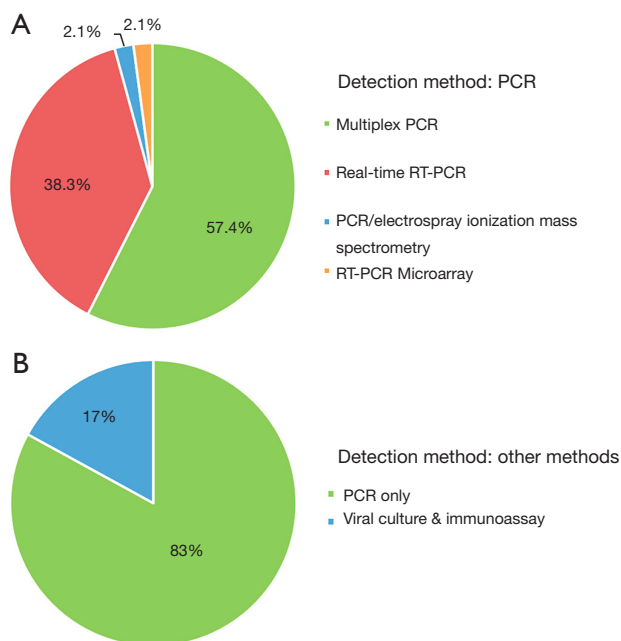 A
2.1%
2.1%
38.3%
57.4%
Detection method: PCR
Multiplex PCR
Real-time RT-PCR
PCR/electrospray ionization mass
spectrometry
RT-PCR Microarray
B
17%
83%
Detection method: other methods
PCR only
Viral culture & immunoassay